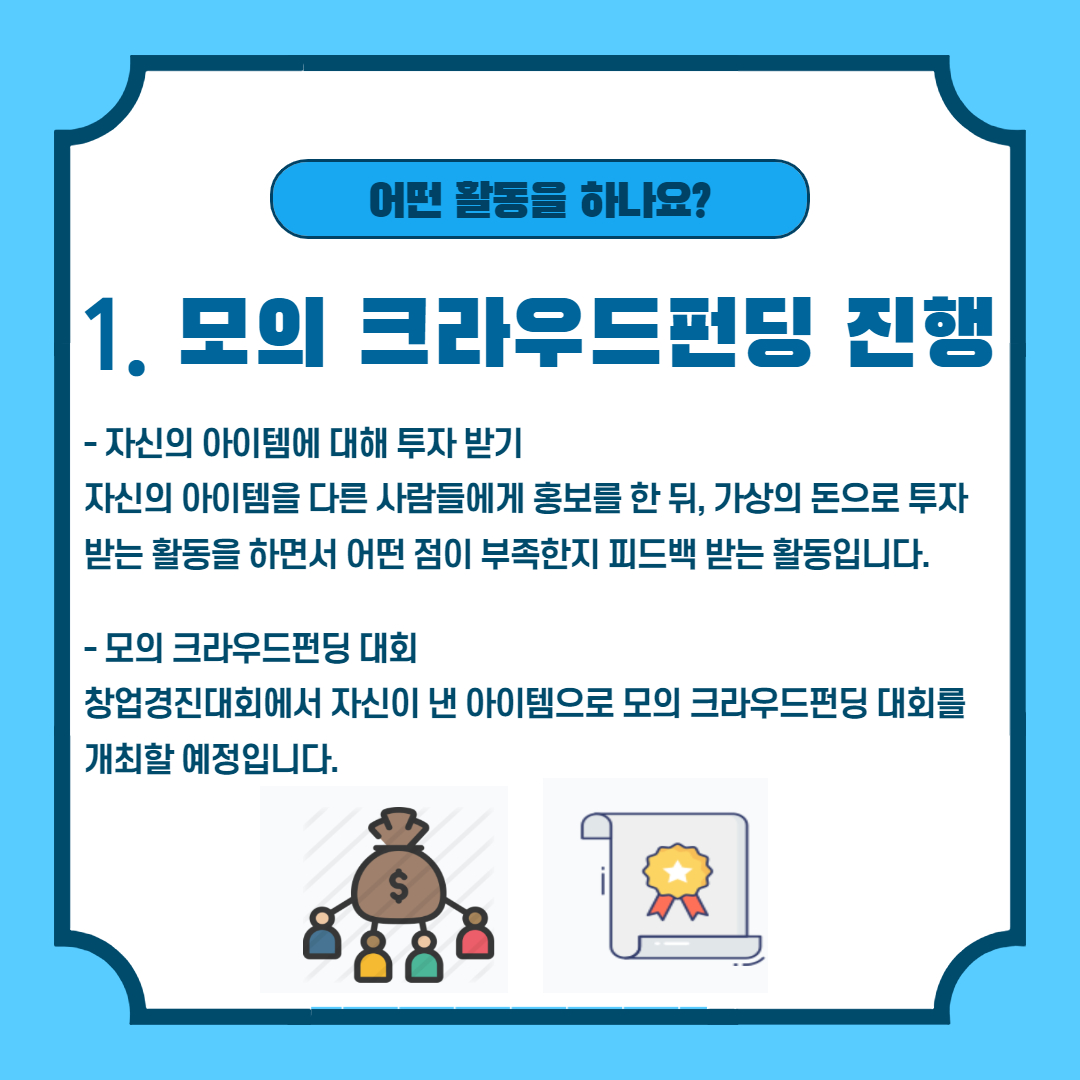 어떤 활동을 하나요?
1. 모의 크라우드펀딩 진행
- 자신의 아이템에 대해 투자 받기
자신의 아이템을 다른 사람들에게 홍보를 한 뒤, 가상의 돈으로 투자
받는 활동을 하면서 어떤 점이 부족한지 피드백 받는 활동입니다.
- 모의 크라우드펀딩 대회
창업경진대회에서 자신이 낸 아이템으로 모의 크라우드펀딩 대회를
개최할 예정입니다.
$